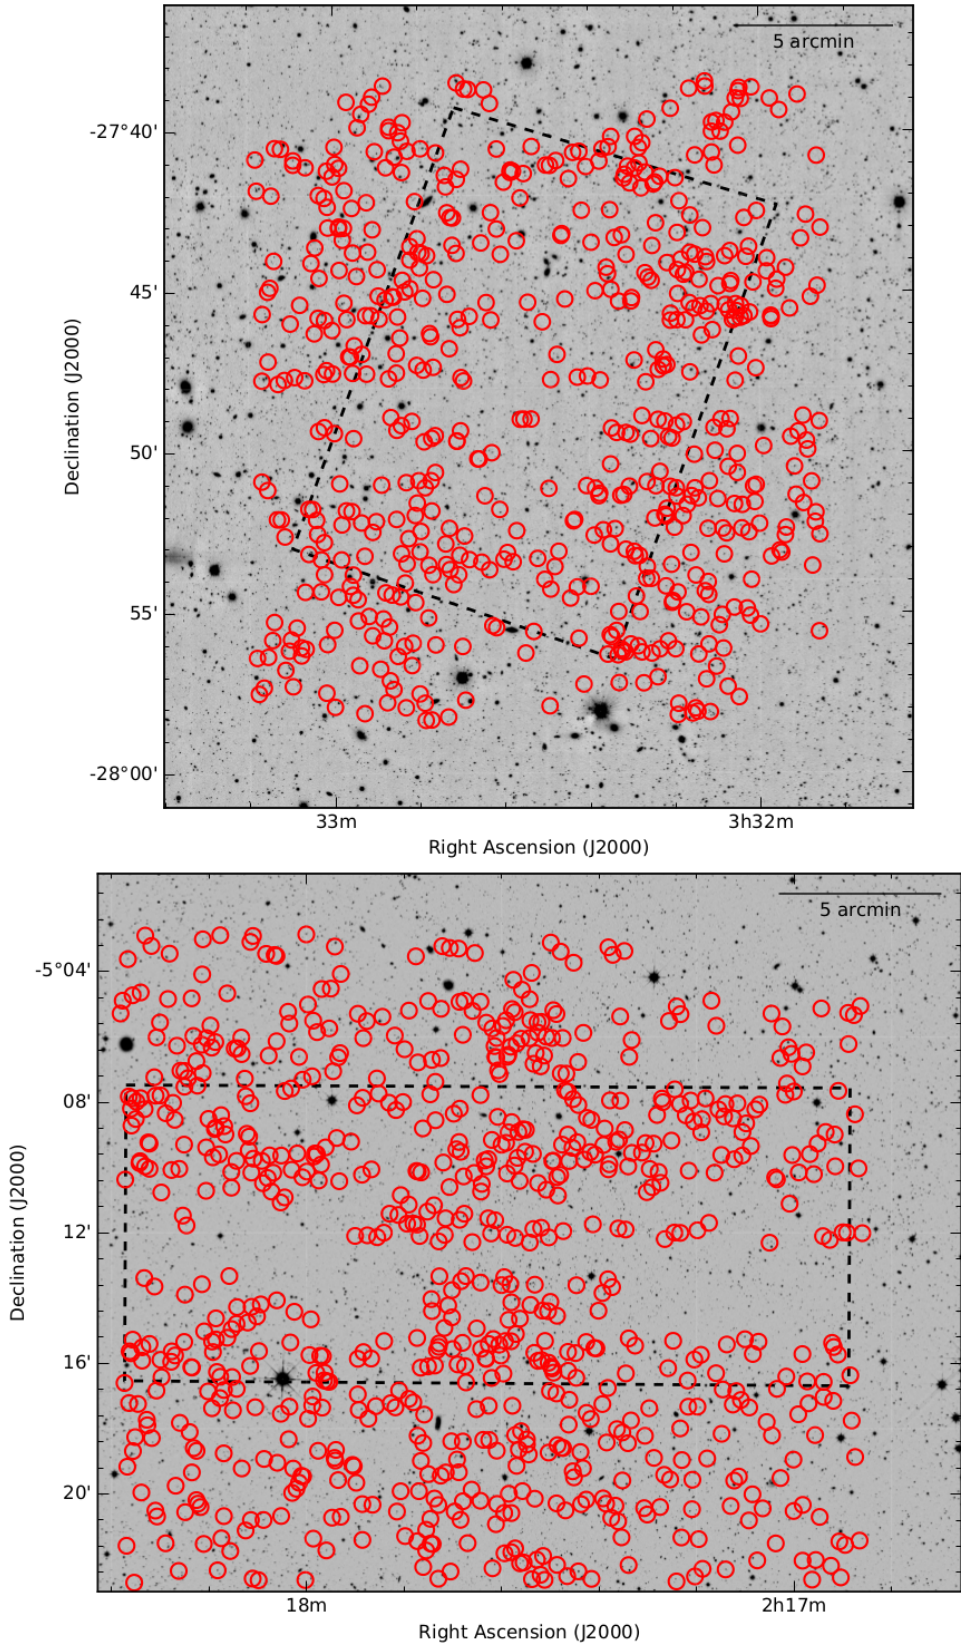 5 arcmin
-27°40'
45'
50'
55'
-28°00'
Declination (J2000)
33m
3h32m
Right Ascension (J2000)
5 arcmin
-5°04'
08'
12'
16'
20'
Declination (J2000)
18m
2h17m
Right Ascension (J2000)